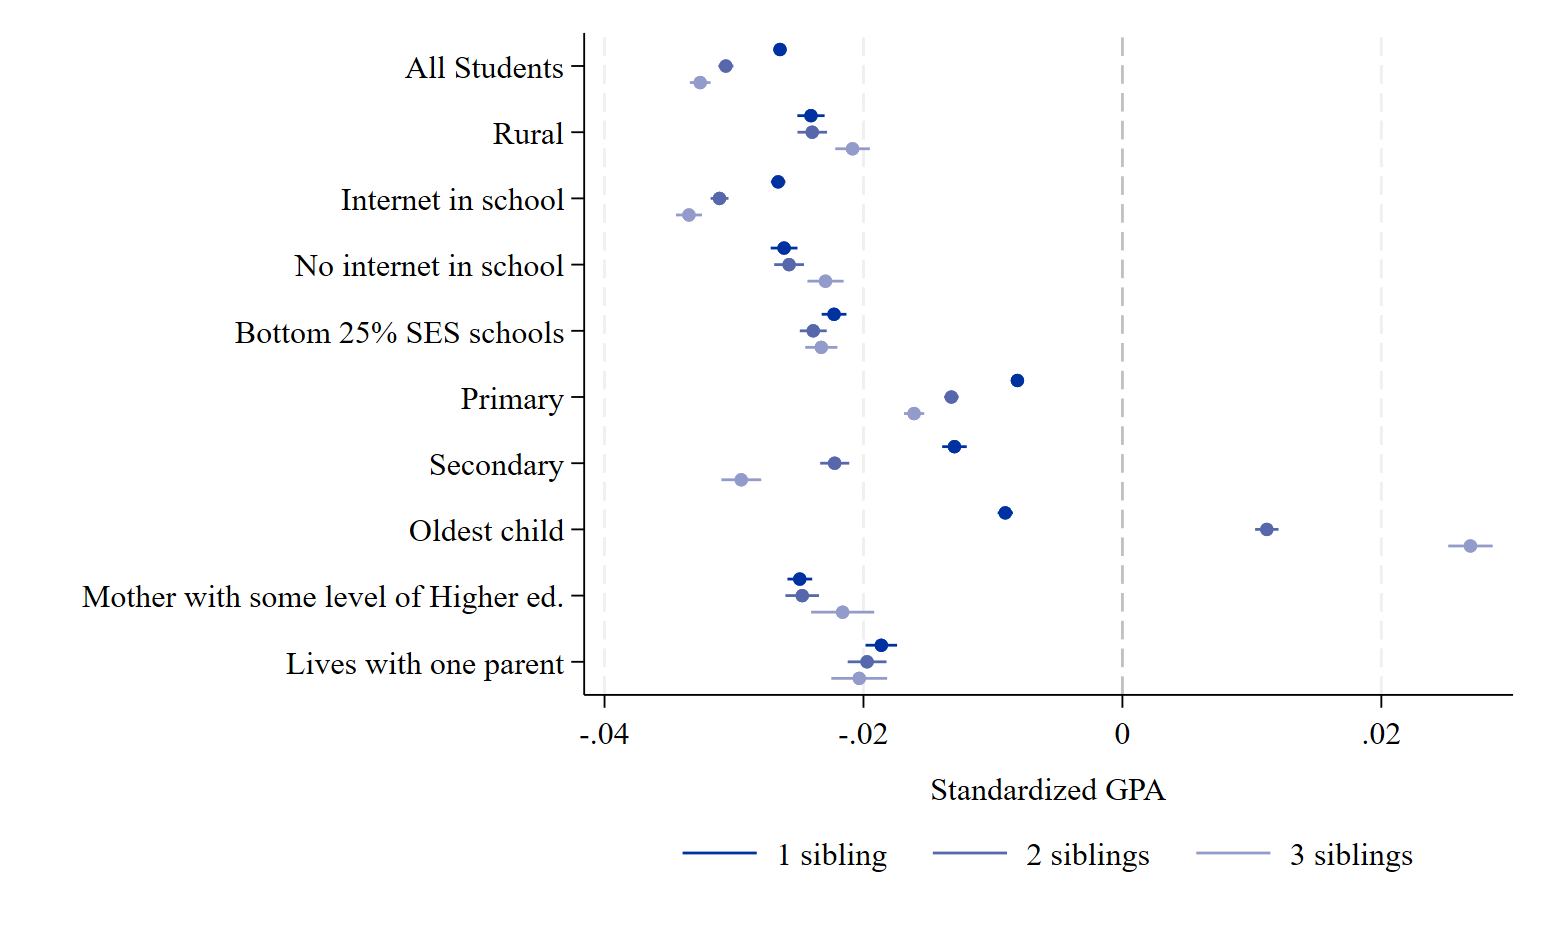 All Students
Rural
Internet in school
No internet in school
Bottom 25% SES schools
Primary
Secondary
Oldest child
Mother with some level of Higher ed.
Lives with one parent
-.04 -.02 0 .02
Standardized GPA
1 sibling 2 siblings 3 siblings